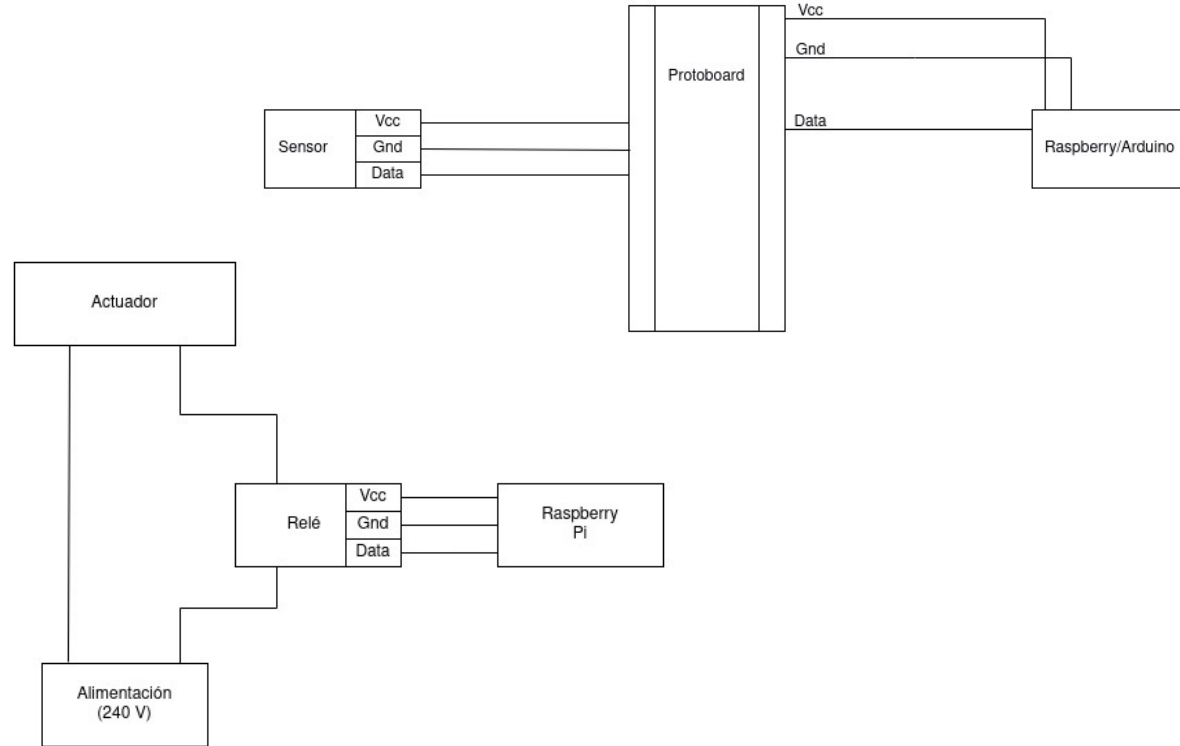 Vcc
Gnd
Protoboard
Data
Vcc
Sensor
Gnd
Data
Raspberry/Arduino
Actuador
Vcc
Relé
Gnd
Data
Raspberry
Pi
Alimentación
(240 V)